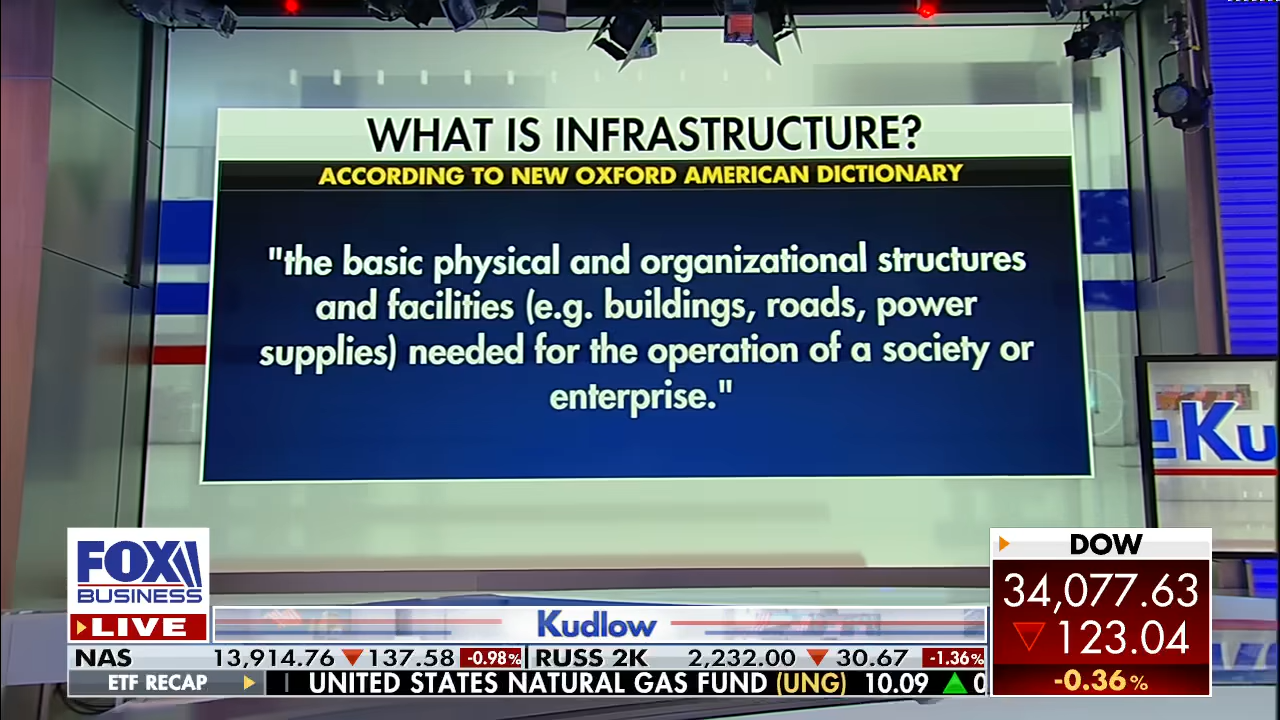 WHAT IS INFRASTRUCTURE?
ACCORDING TO NEW OXFORD AMERICAN DICTIONARY
"the basic physical and organizational structures
and facilities (e.g. buildings, roads, power
supplies) needed for the operation of a society or
enterprise."
Ku
FOX
BUSINESS
LIVE
Kudlow
DOW
34,077.63
123.04
-0.36%
NAS 13,914.76 137.58 -0.98% RUSS 2K 2,232.00 30.67 -1.36%
ETF RECAP UNITED STATES NATURAL GAS FUND (UNG) 10.09 0